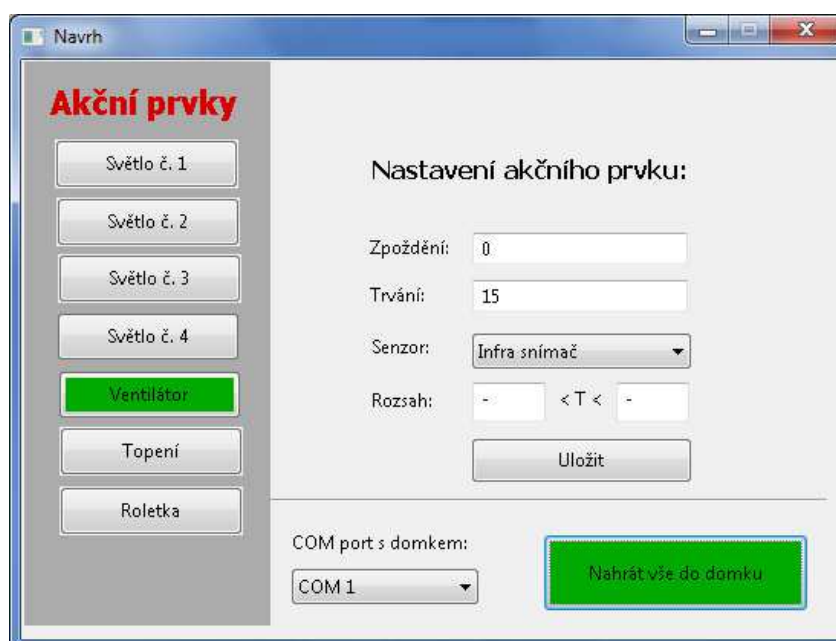 Navrh
Akční prvky
Světlo č. 1
Světlo č. 2
Světlo č. 3
Světlo č. 4
Ventilátor
Topení
Roletka
Nastavení akčního prvku:
Zpoždění: 0
Trvání: 15
Senzor: Infra snímač
Rozsah: - < T < -
Uložit
COM port s domkem:
COM 1
Nahrát vše do domku